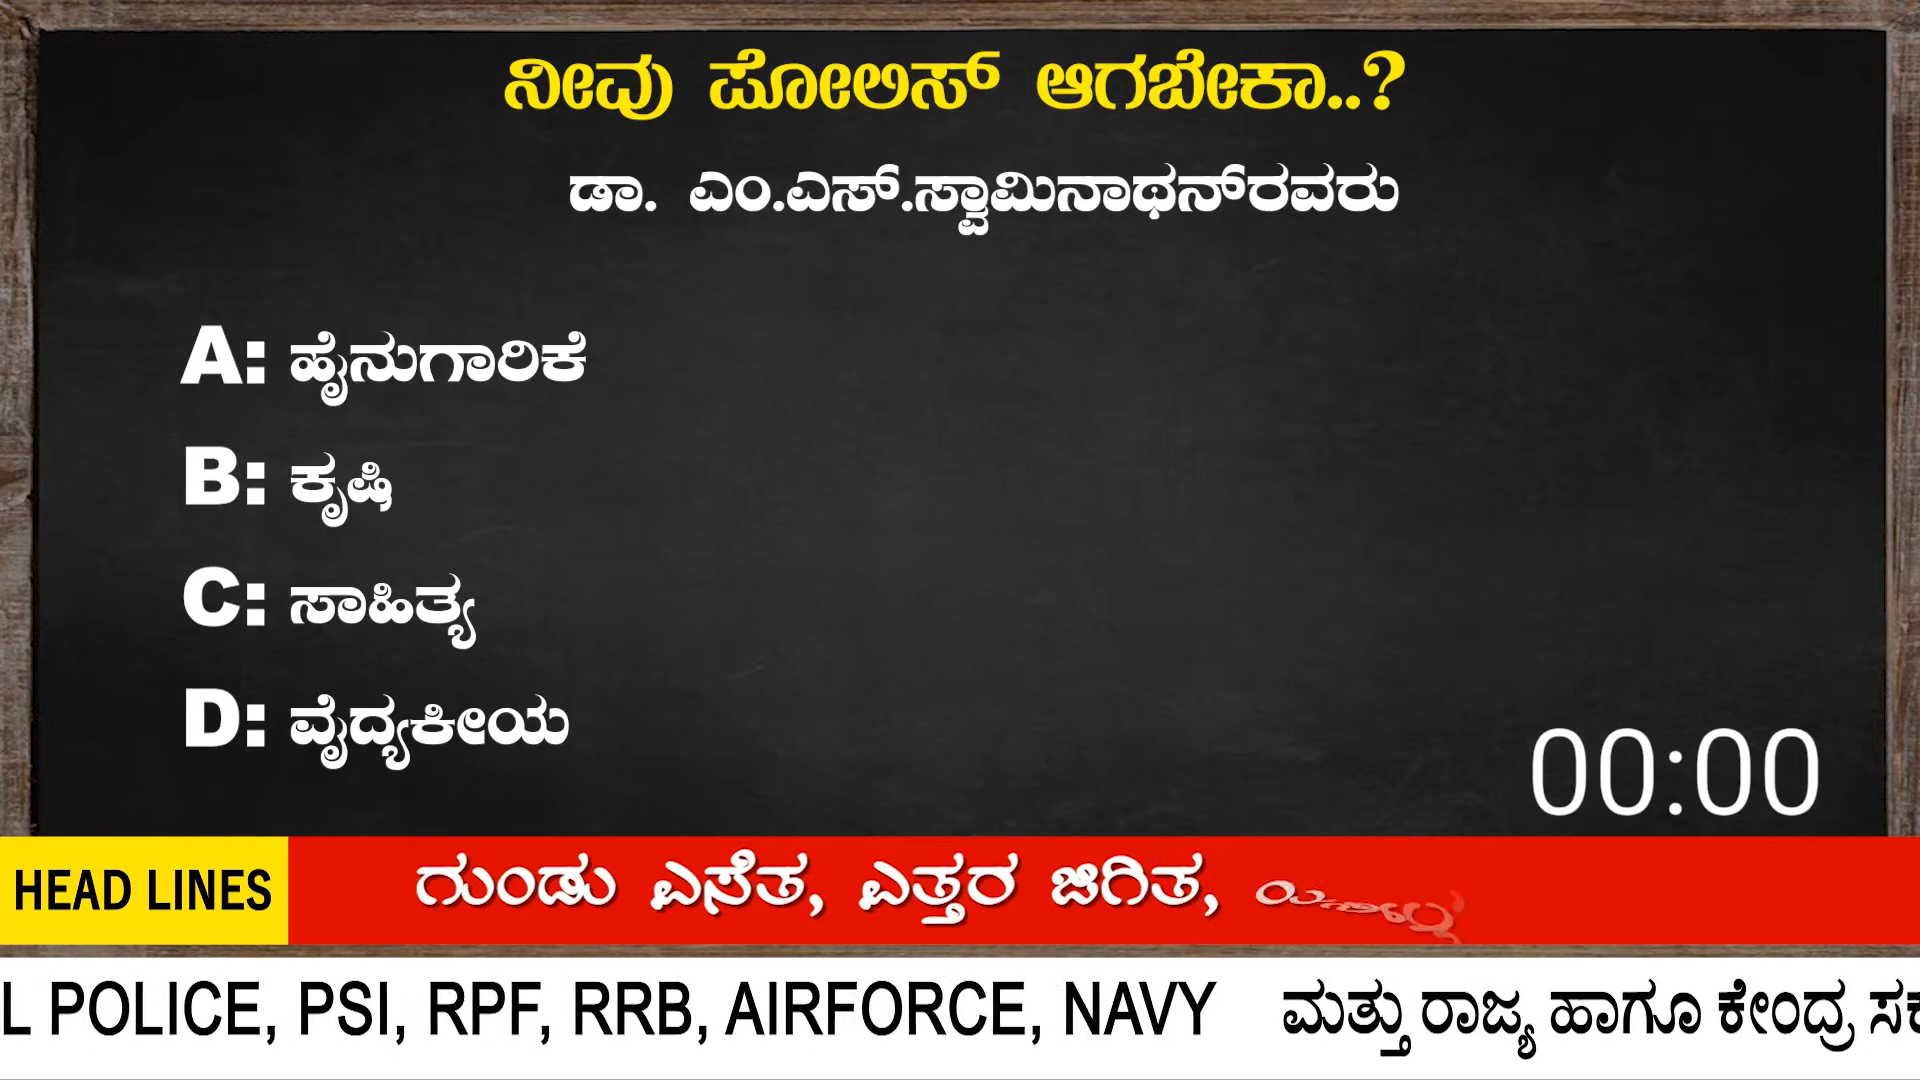 ನೀವು ಪೋಲಿಸ್ ಆಗಬೇಕಾ..?
ಡಾ. ಎಂ.ಎಸ್.ಸ್ವಾಮಿನಾಥನ್‌ರವರು
A: ಹೈನುಗಾರಿಕೆ
B: ಕೃಷಿ
C: ಸಾಹಿತ್ಯ
D: ವೈದ್ಯಕೀಯ
00:00
HEAD LINES
ಗುಂಡು ಎಸೆತ, ಎತ್ತರ ಜಿಗಿತ,
L POLICE, PSI, RPF, RRB, AIRFORCE, NAVY ಮತ್ತು ರಾಜ್ಯ ಹಾಗೂ ಕೇಂದ್ರ